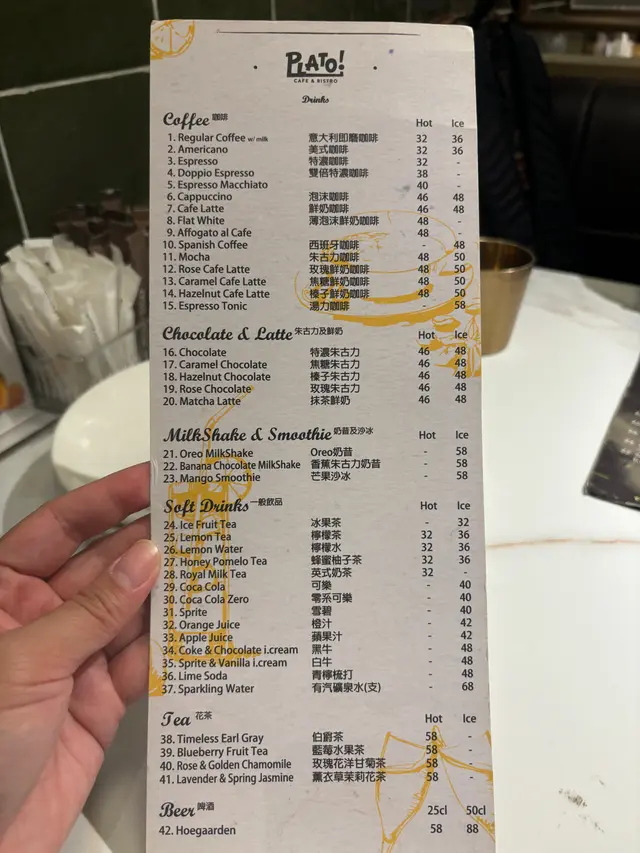 PLATO!
CAFE & BISTRO
Drinks
Coffee 咖啡 Hot Ice
1. Regular Coffee w/ milk 意大利即磨咖啡 32 36
2. Americano 美式咖啡 32 36
3. Espresso 特濃咖啡 32 -
4. Doppio Espresso 雙倍特濃咖啡 38 -
5. Espresso Macchiato 40 -
6. Cappuccino 泡沫咖啡 46 48
7. Cafe Latte 鮮奶咖啡 46 48
8. Flat White 薄泡沫鮮奶咖啡 48 -
9. Affogato al Cafe 48 -
10. Spanish Coffee 西班牙咖啡 - 48
11. Mocha 朱古力咖啡 48 50
12. Rose Cafe Latte 玫瑰鮮奶咖啡 48 50
13. Caramel Cafe Latte 焦糖鮮奶咖啡 48 50
14. Hazelnut Cafe Latte 榛子鮮奶咖啡 48 50
15. Espresso Tonic 湯力咖啡 58
Chocolate & Latte 朱古力及鮮奶 Hot Ice
16. Chocolate 特濃朱古力 46 48
17. Caramel Chocolate 焦糖朱古力 46 48
18. Hazelnut Chocolate 榛子朱古力 46 48
19. Rose Chocolate 玫瑰朱古力 46 48
20. Matcha Latte 抹茶鮮奶 46 48
MilkShake & Smoothie 奶昔及沙冰 Hot Ice
21. Oreo MilkShake Oreo奶昔 - 58
22. Banana Chocolate MilkShake 香蕉朱古力奶昔 - 58
23. Mango Smoothie 芒果沙冰 - 58
Soft Drinks 一般飲品 Hot Ice
24. Ice Fruit Tea 冰果茶 - 32
25. Lemon Tea 檸檬茶 32 36
26. Lemon Water 檸檬水 32 36
27. Honey Pomelo Tea 蜂蜜柚子茶 32 36
28. Royal Milk Tea 英式奶茶 32 -
29. Coca Cola 可樂 - 40
30. Coca Cola Zero 零系可樂 - 40
31. Sprite 雪碧 - 40
32. Orange Juice 橙汁 - 42
33. Apple Juice 蘋果汁 - 42
34. Coke & Chocolate i.cream 黑牛 - 48
35. Sprite & Vanilla i.cream 白牛 - 48
36. Lime Soda 青檸梳打 - 48
37. Sparkling Water 有汽礦泉水(支) - 68
Tea 花茶 Hot Ice
38. Timeless Earl Gray 伯爵茶 58 -
39. Blueberry Fruit Tea 藍莓水果茶 58 -
40. Rose & Golden Chamomile 玫瑰花洋甘菊茶 58 -
41. Lavender & Spring Jasmine 薰衣草茉莉花茶 58 -
Beer 啤酒 25cl 50cl
42. Hoegaarden 58 88